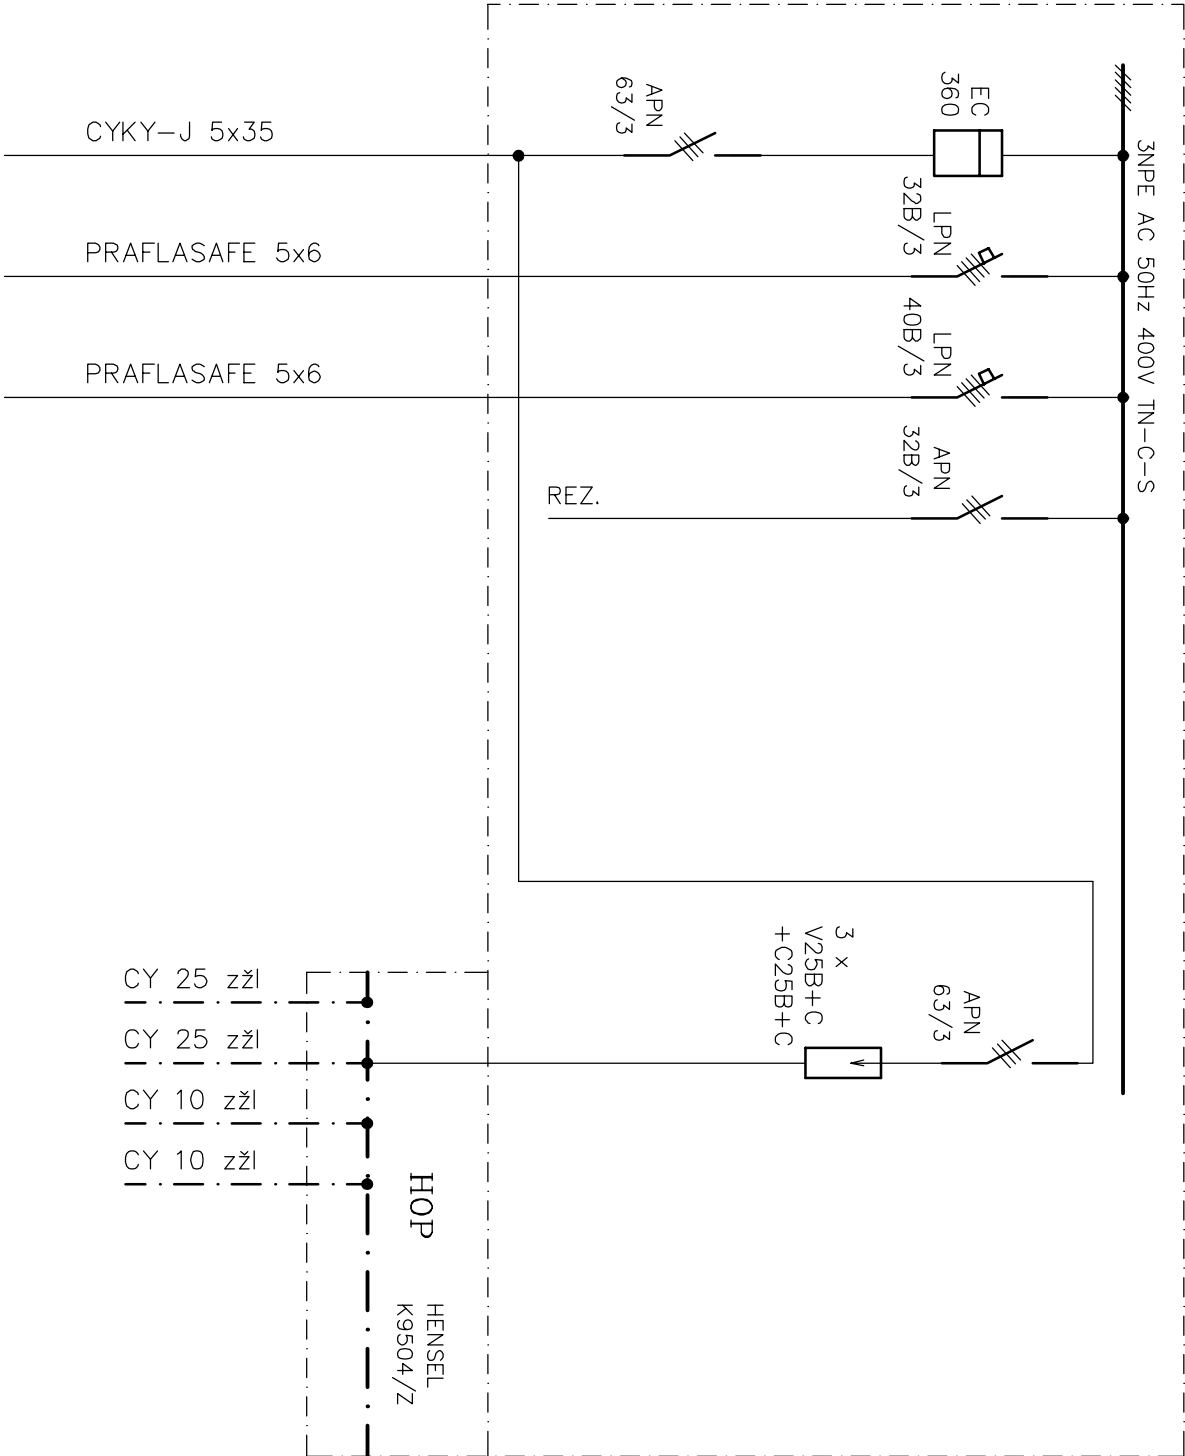 EC
360
APN
63/3
CYKY-J 5x35
3NPE AC 50Hz 400V TN-C-S
LPN
32B/3
PRAFLASAFE 5x6
LPN
40B/3
PRAFLASAFE 5x6
APN
32B/3
REZ.
3 x
V25B+C
+C25B+C
APN
63/3
CY 25 zžl
CY 25 zžl
CY 10 zžl
CY 10 zžl
HOP
HENSEL
K9504/Z